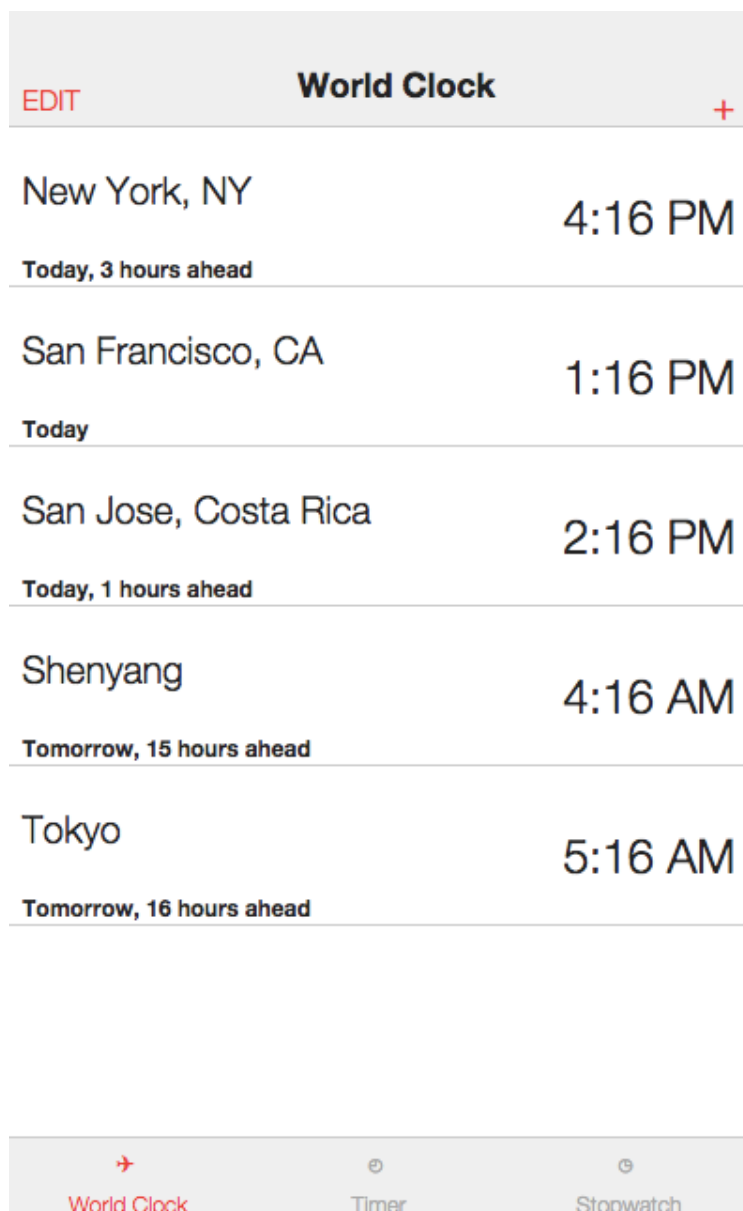 EDIT
World Clock
+
New York, NY
4:16 PM
Today, 3 hours ahead
San Francisco, CA
1:16 PM
Today
San Jose, Costa Rica
2:16 PM
Today, 1 hours ahead
Shenyang
4:16 AM
Tomorrow, 15 hours ahead
Tokyo
5:16 AM
Tomorrow, 16 hours ahead
World Clock
Timer
Stopwatch